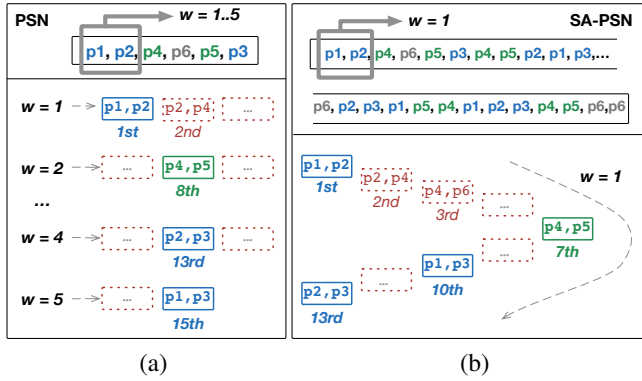 PSN
w = 1..5
p1, p2, p4, p6, p5, p3
w = 1
p1,p2 p2,p4 ...
1st 2nd
w = 2
... p4,p5 ...
8th
...
w = 4
... p2,p3 ...
13rd
w = 5
... p1,p3
15th
(a)
SA-PSN
w = 1
p1, p2, p4, p6, p5, p3, p4, p5, p2, p1, p3,...
p6, p2, p3, p1, p5, p4, p1, p2, p3, p4, p5, p6,p6
p1,p2
1st
p2,p4
2nd
p4,p6
3rd
...
w = 1
p4,p5
7th
...
p1,p3
10th
...
p2,p3
13rd
(b)